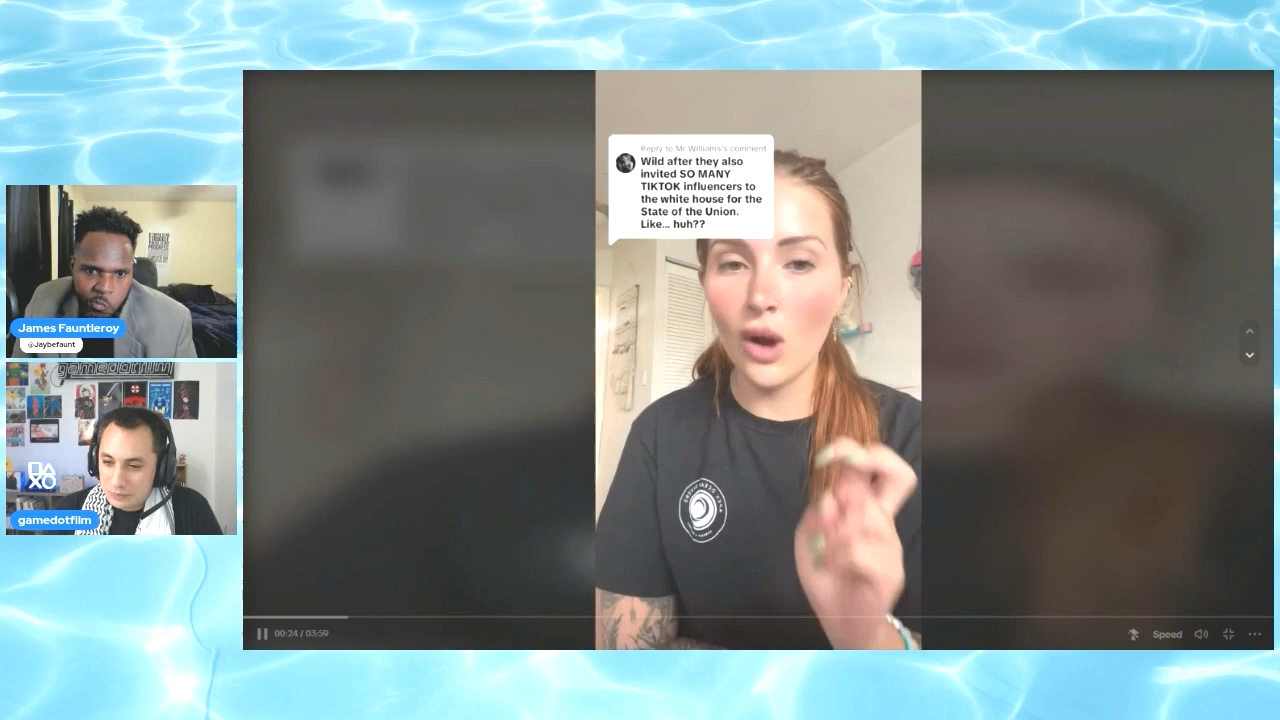 Reply to Mr Williams's comment
Wild after they also
invited SO MANY
TIKTOK influencers to
the white house for the
State of the Union.
Like... huh??
James Fauntleroy
@Jaybefaunt
gamedotfilm
gamedotfilm
00:24 / 03:59
Speed